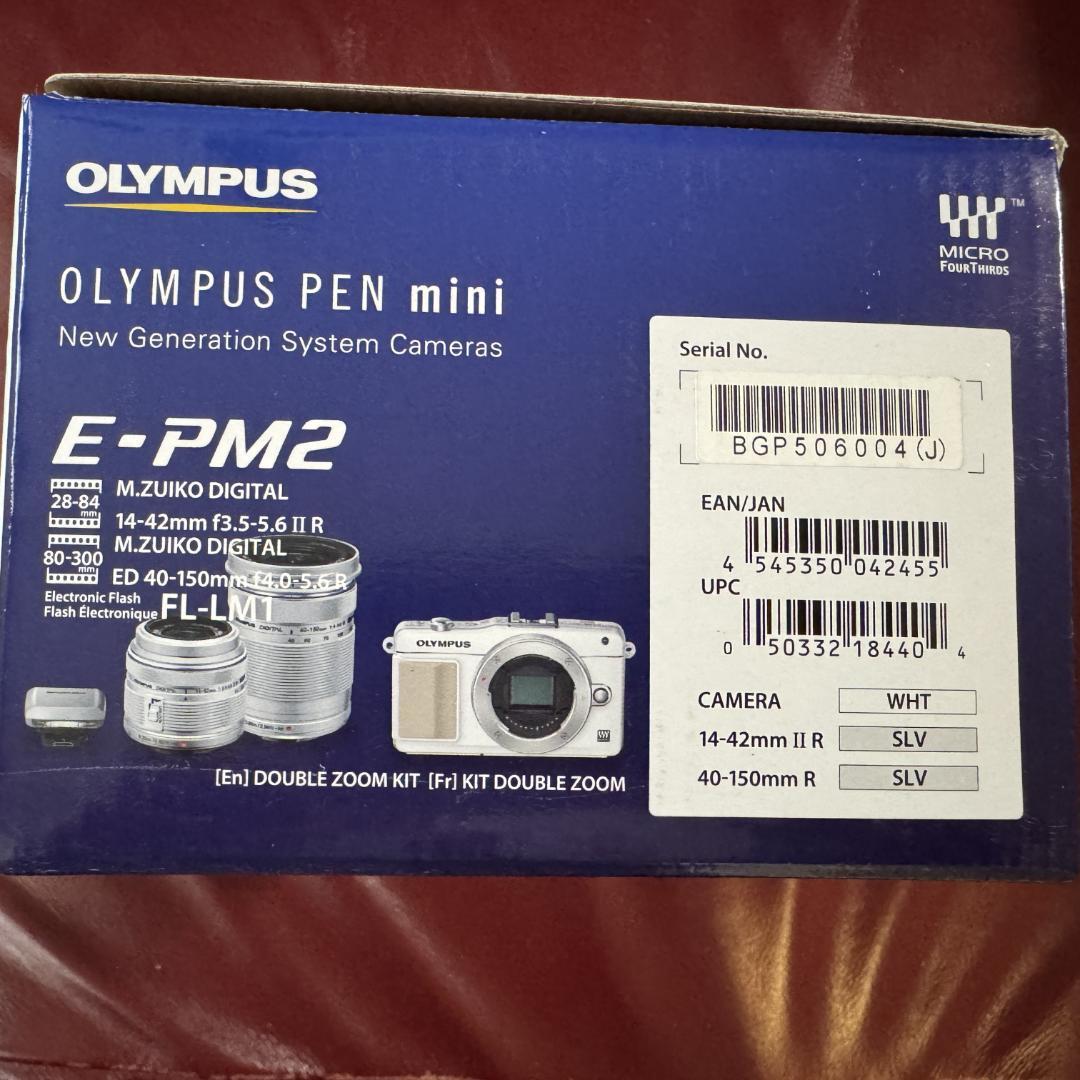 OLYMPUS
MICRO
FOURTHIRDS
TM
OLYMPUS PEN mini
New Generation System Cameras
E-PM2
28-84
mm
M.ZUIKO DIGITAL
14-42mm f3.5-5.6 II R
80-300
mm
M.ZUIKO DIGITAL
ED 40-150mm f4.0-5.6 R
Electronic Flash
Flash Électronique FL-LM1
OLYMPUS
[En] DOUBLE ZOOM KIT [Fr] KIT DOUBLE ZOOM
Serial No.
BGP506004(J)
EAN/JAN
4 545350 042455
UPC
0 50332 18440 4
CAMERA WHT
14-42mm II R SLV
40-150mm R SLV